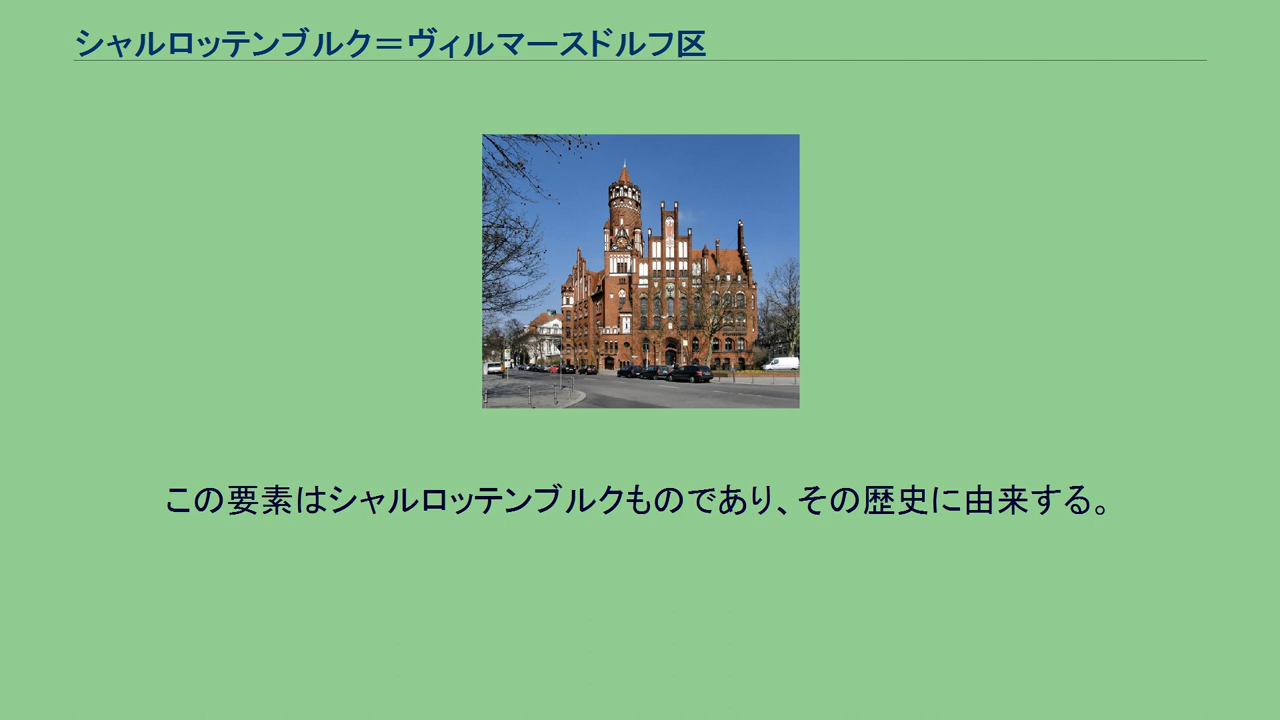 シャルロッテンブルク＝ヴィルマースドルフ区
この要素はシャルロッテンブルクものであり、その歴史に由来する。